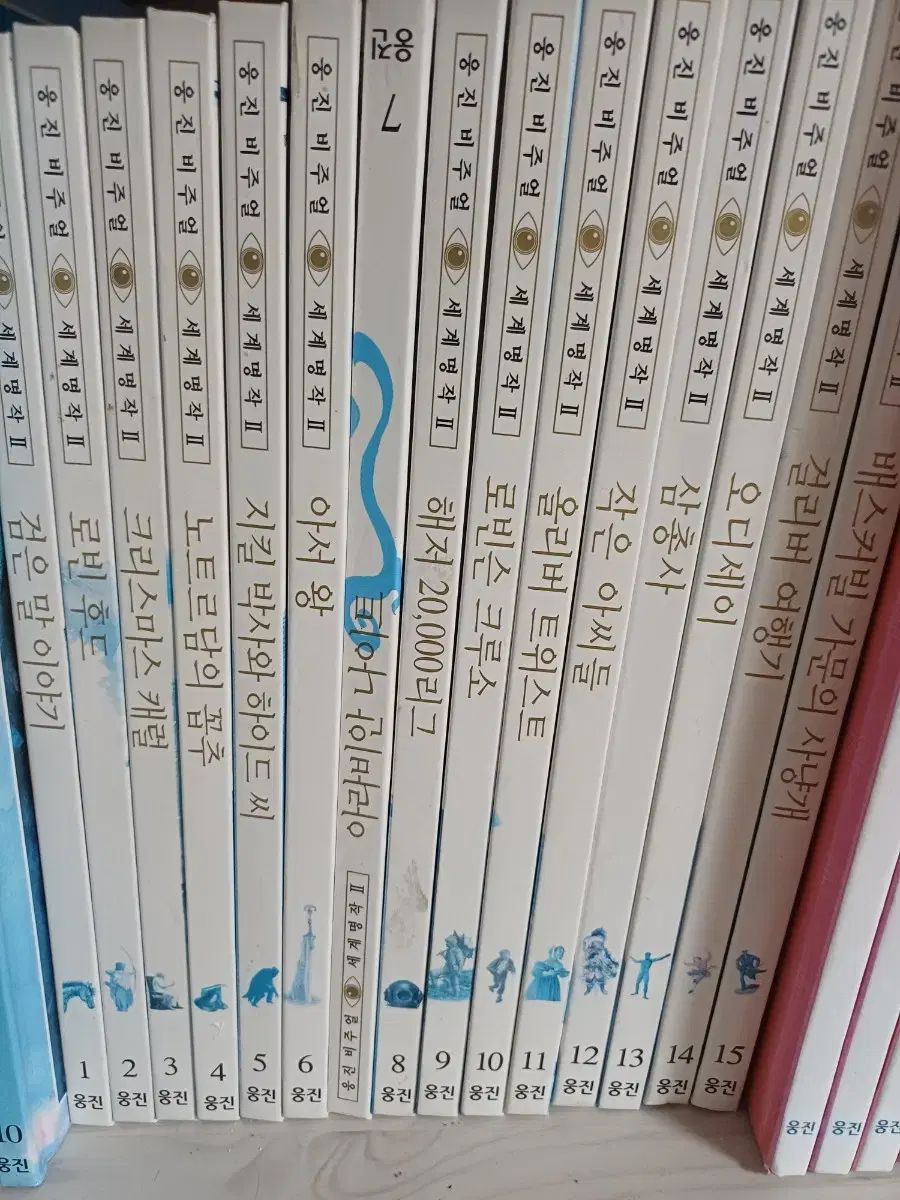 10
웅진
웅진 비주얼 세계명작 II
검은 말 이야기
1
웅진
웅진 비주얼 세계명작 II
로빈 후드
2
웅진
웅진 비주얼 세계명작 II
크리스마스 캐럴
3
웅진
웅진 비주얼 세계명작 II
노트르담의 꼽추
4
웅진
웅진 비주얼 세계명작 II
지킬 박사와 하이드 씨
5
웅진
웅진 비주얼 세계명작 II
아서 왕
6
웅진
웅진 비주얼 세계명작 II
아라비안 나이트
7
웅진
웅진 비주얼 세계명작 II
해저 20,000리그
8
웅진
웅진 비주얼 세계명작 II
로빈슨 크루소
9
웅진
웅진 비주얼 세계명작 II
올리버 트위스트
10
웅진
웅진 비주얼 세계명작 II
작은 아씨들
11
웅진
웅진 비주얼 세계명작 II
삼총사
12
웅진
웅진 비주얼 세계명작 II
오디세이
13
웅진
웅진 비주얼 세계명작 II
걸리버 여행기
14
웅진
웅진 비주얼 세계명작 II
배스커빌 가문의 사냥개
15
웅진
웅진
웅진
웅진